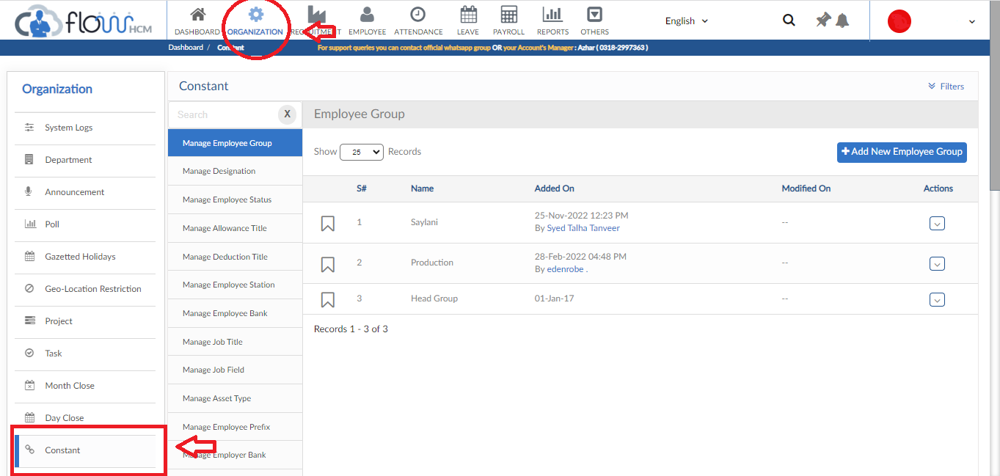 flow HCM
DASHBOARD ORGANIZATION RECRUITMENT EMPLOYEE ATTENDANCE LEAVE PAYROLL REPORTS OTHERS
English
Dashboard / Constant
For support queries you can contact official whatsapp group OR your Account's Manager : Azhar ( 0318-2997363 )
Organization
System Logs
Department
Announcement
Poll
Gazetted Holidays
Geo-Location Restriction
Project
Task
Month Close
Day Close
Constant
Constant
Filters
Search X
Manage Employee Group
Manage Designation
Manage Employee Status
Manage Allowance Title
Manage Deduction Title
Manage Employee Station
Manage Employee Bank
Manage Job Title
Manage Job Field
Manage Asset Type
Manage Employee Prefix
Manage Employer Bank
Employee Group
Show 25 Records
+ Add New Employee Group
S# Name Added On Modified On Actions
1 Saylani 25-Nov-2022 12:23 PM --
By Syed Talha Tanveer
2 Production 28-Feb-2022 04:48 PM --
By edenrobe .
3 Head Group 01-Jan-17 --
Records 1 - 3 of 3